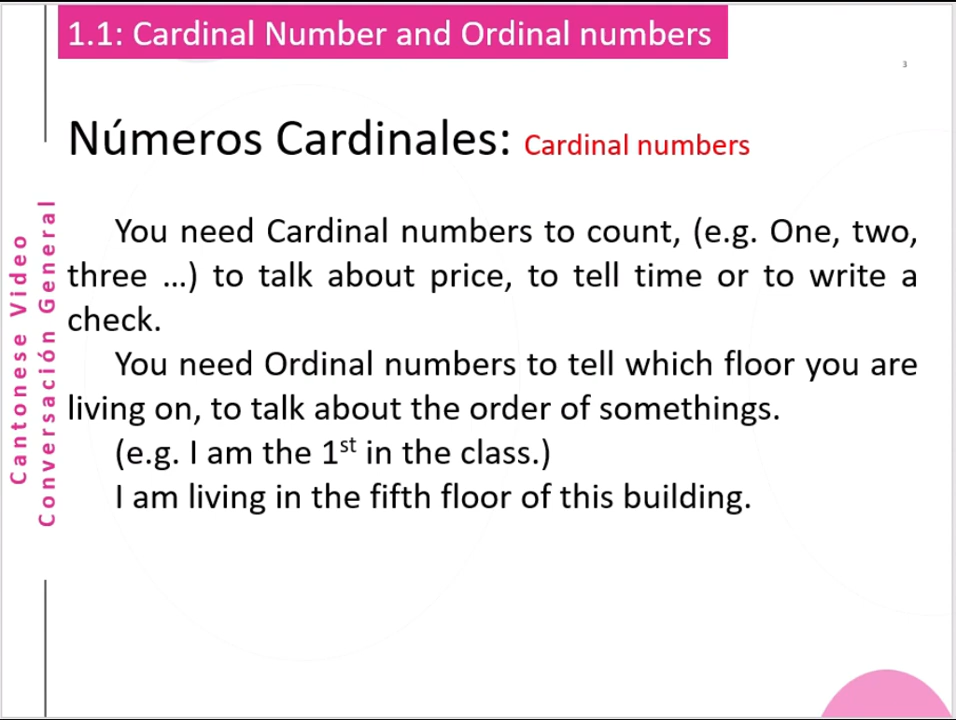 1.1: Cardinal Number and Ordinal numbers
3
Números Cardinales: Cardinal numbers
You need Cardinal numbers to count, (e.g. One, two,
three ...) to talk about price, to tell time or to write a
check.
You need Ordinal numbers to tell which floor you are
living on, to talk about the order of somethings.
(e.g. I am the 1st in the class.)
I am living in the fifth floor of this building.
Cantonese Video
Conversación General